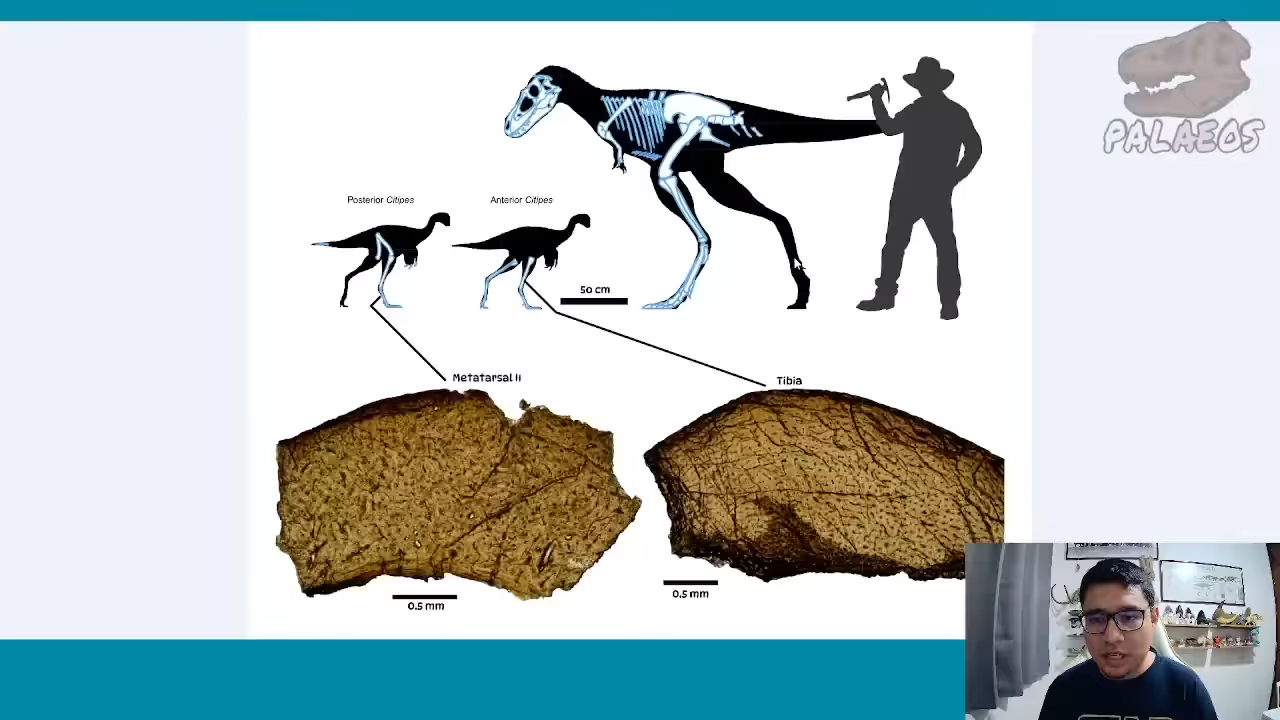 PALAEOS
Posterior Citipes
Anterior Citipes
50 cm
Metatarsal II
Tibia
0.5 mm
0.5 mm